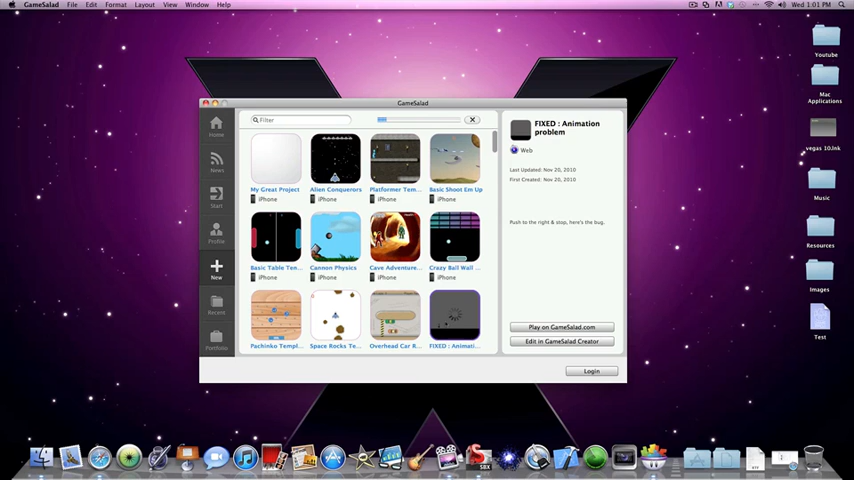 GameSalad File Edit Format Layout View Window Help
Wed 1:01 PM
GameSalad
Filter
Home
News
Start
Profile
New
Recent
Portfolio
My Great Project
iPhone
Alien Conquerors
iPhone
Platformer Tem...
iPhone
Basic Shoot Em Up
iPhone
Basic Table Ten...
iPhone
Cannon Physics
iPhone
Cave Adventure...
iPhone
Crazy Ball Wall ...
iPhone
Pachinko Templ...
Space Rocks Te...
Overhead Car R...
FIXED : Animati...
FIXED : Animation
problem
Web
Last Updated: Nov 20, 2010
First Created: Nov 20, 2010
Push to the right & stop, here's the bug.
Play on GameSalad.com
Edit in GameSalad Creator
Login
Youtube
Mac
Applications
vegas 10.lnk
Music
Resources
Images
Test
SBX